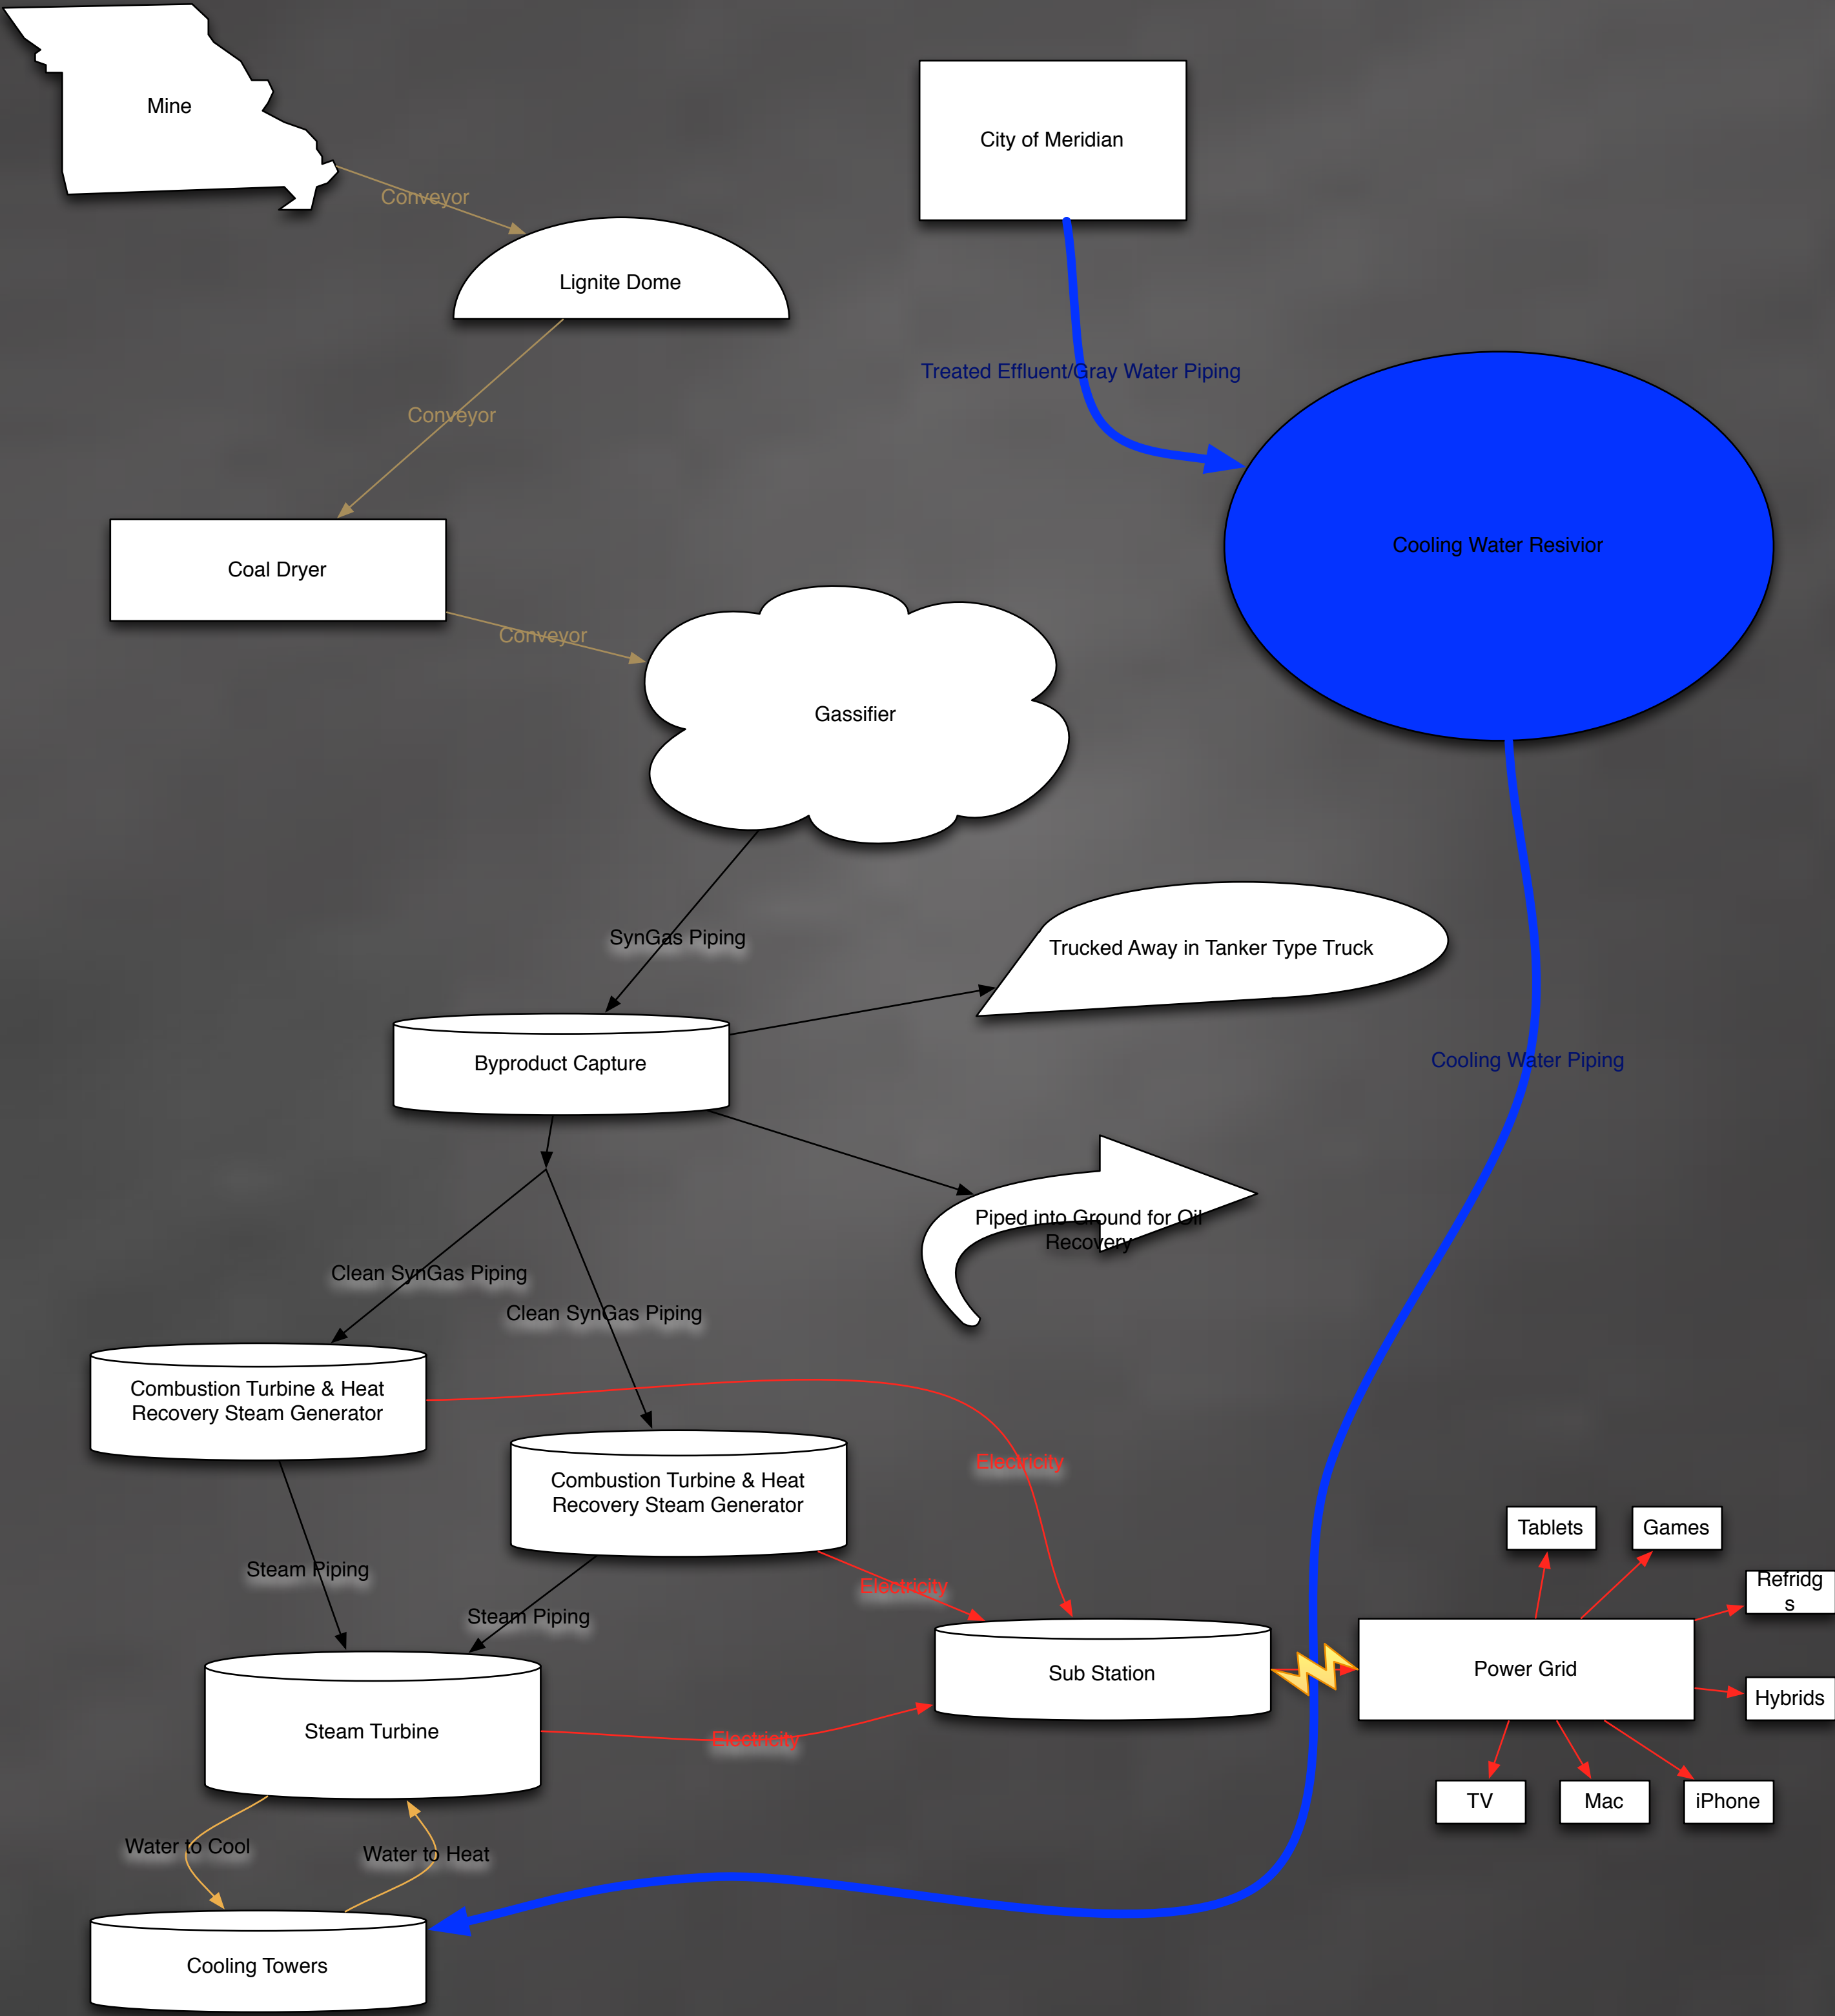 Mine
City of Meridian
Conveyor
Lignite Dome
Treated Effluent/Gray Water Piping
Conveyor
Cooling Water Resivior
Coal Dryer
Conveyor
Gassifier
SynGas Piping
Trucked Away in Tanker Type Truck
Byproduct Capture
Cooling Water Piping
Piped into Ground for Oil
Recovery
Clean SynGas Piping
Clean SynGas Piping
Combustion Turbine & Heat
Recovery Steam Generator
Electricity
Combustion Turbine & Heat
Recovery Steam Generator
Tablets
Games
Steam Piping
Electricity
Refridg
s
Steam Piping
Sub Station
Power Grid
Hybrids
Steam Turbine
Electricity
TV
Mac
iPhone
Water to Cool
Water to Heat
Cooling Towers